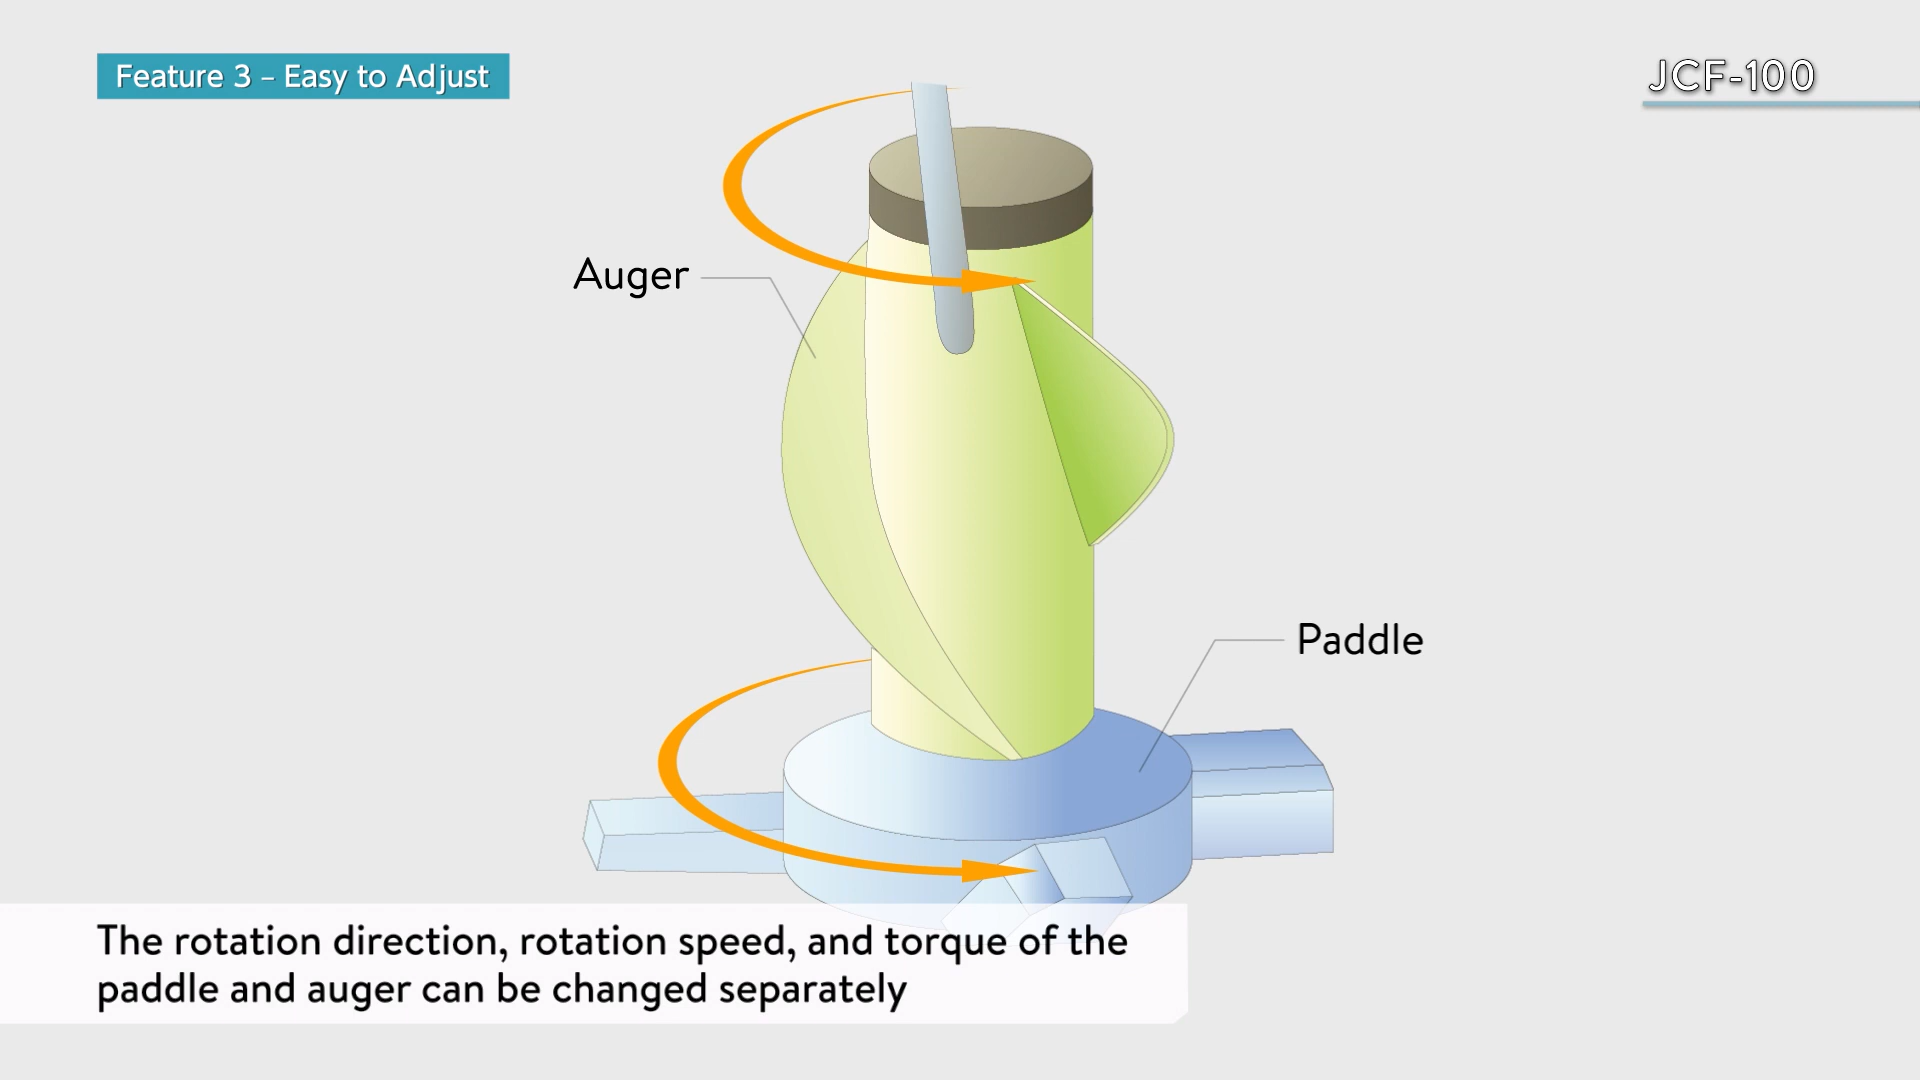 Feature 3 – Easy to Adjust
JCF-100
Auger
Paddle
The rotation direction, rotation speed, and torque of the
paddle and auger can be changed separately